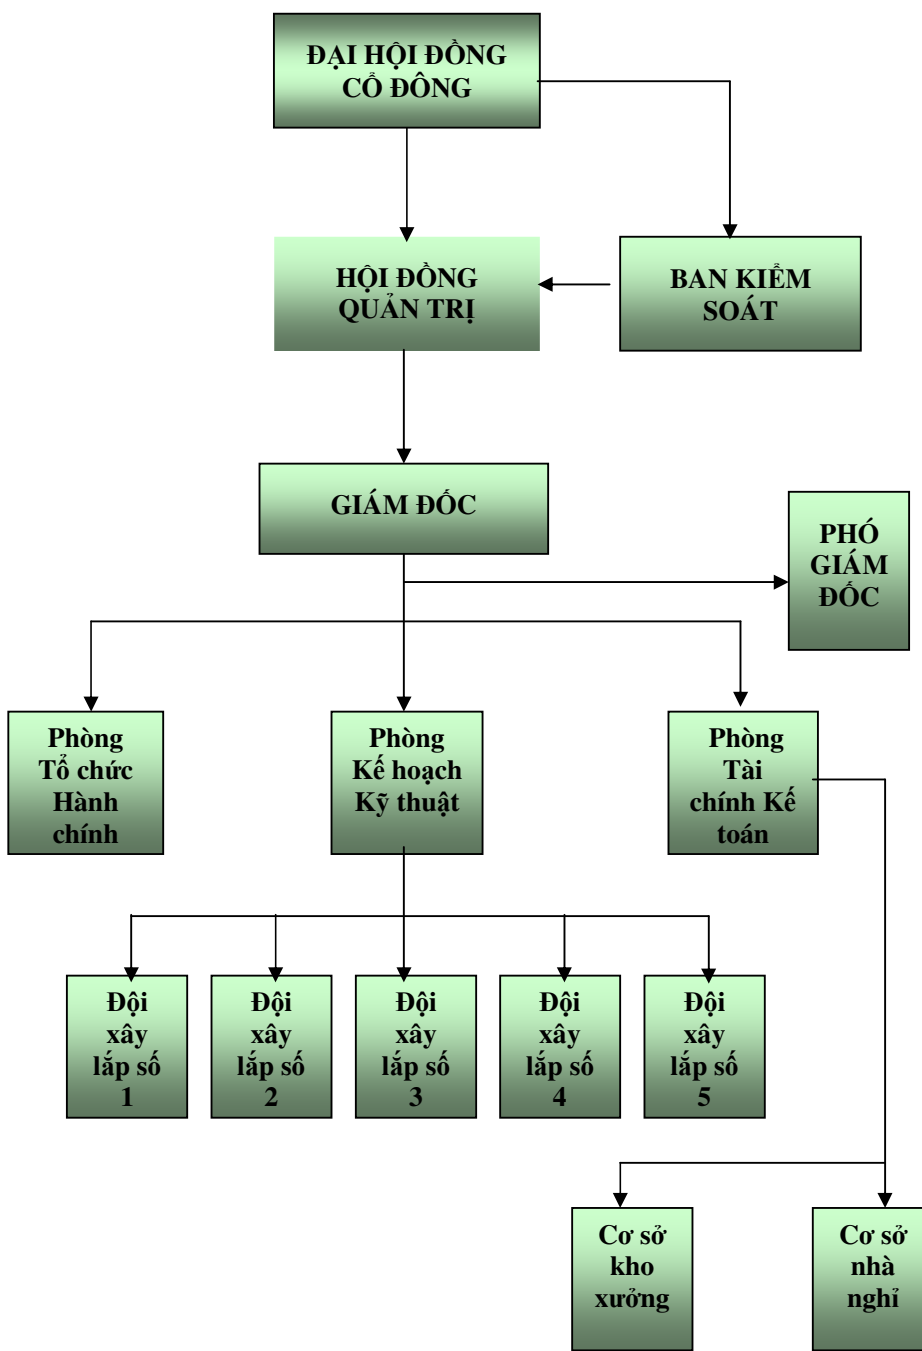 ĐẠI HỘI ĐỒNG
CỔ ĐÔNG
HỘI ĐỒNG
QUẢN TRỊ
BAN KIỂM
SOÁT
GIÁM ĐỐC
PHÓ
GIÁM
ĐỐC
Phòng
Tổ chức
Hành
chính
Phòng
Kế hoạch
Kỹ thuật
Phòng
Tài
chính Kế
toán
Đội
xây
lắp số
1
Đội
xây
lắp số
2
Đội
xây
lắp số
3
Đội
xây
lắp số
4
Đội
xây
lắp số
5
Cơ sở
kho
xưởng
Cơ sở
nhà
nghỉ